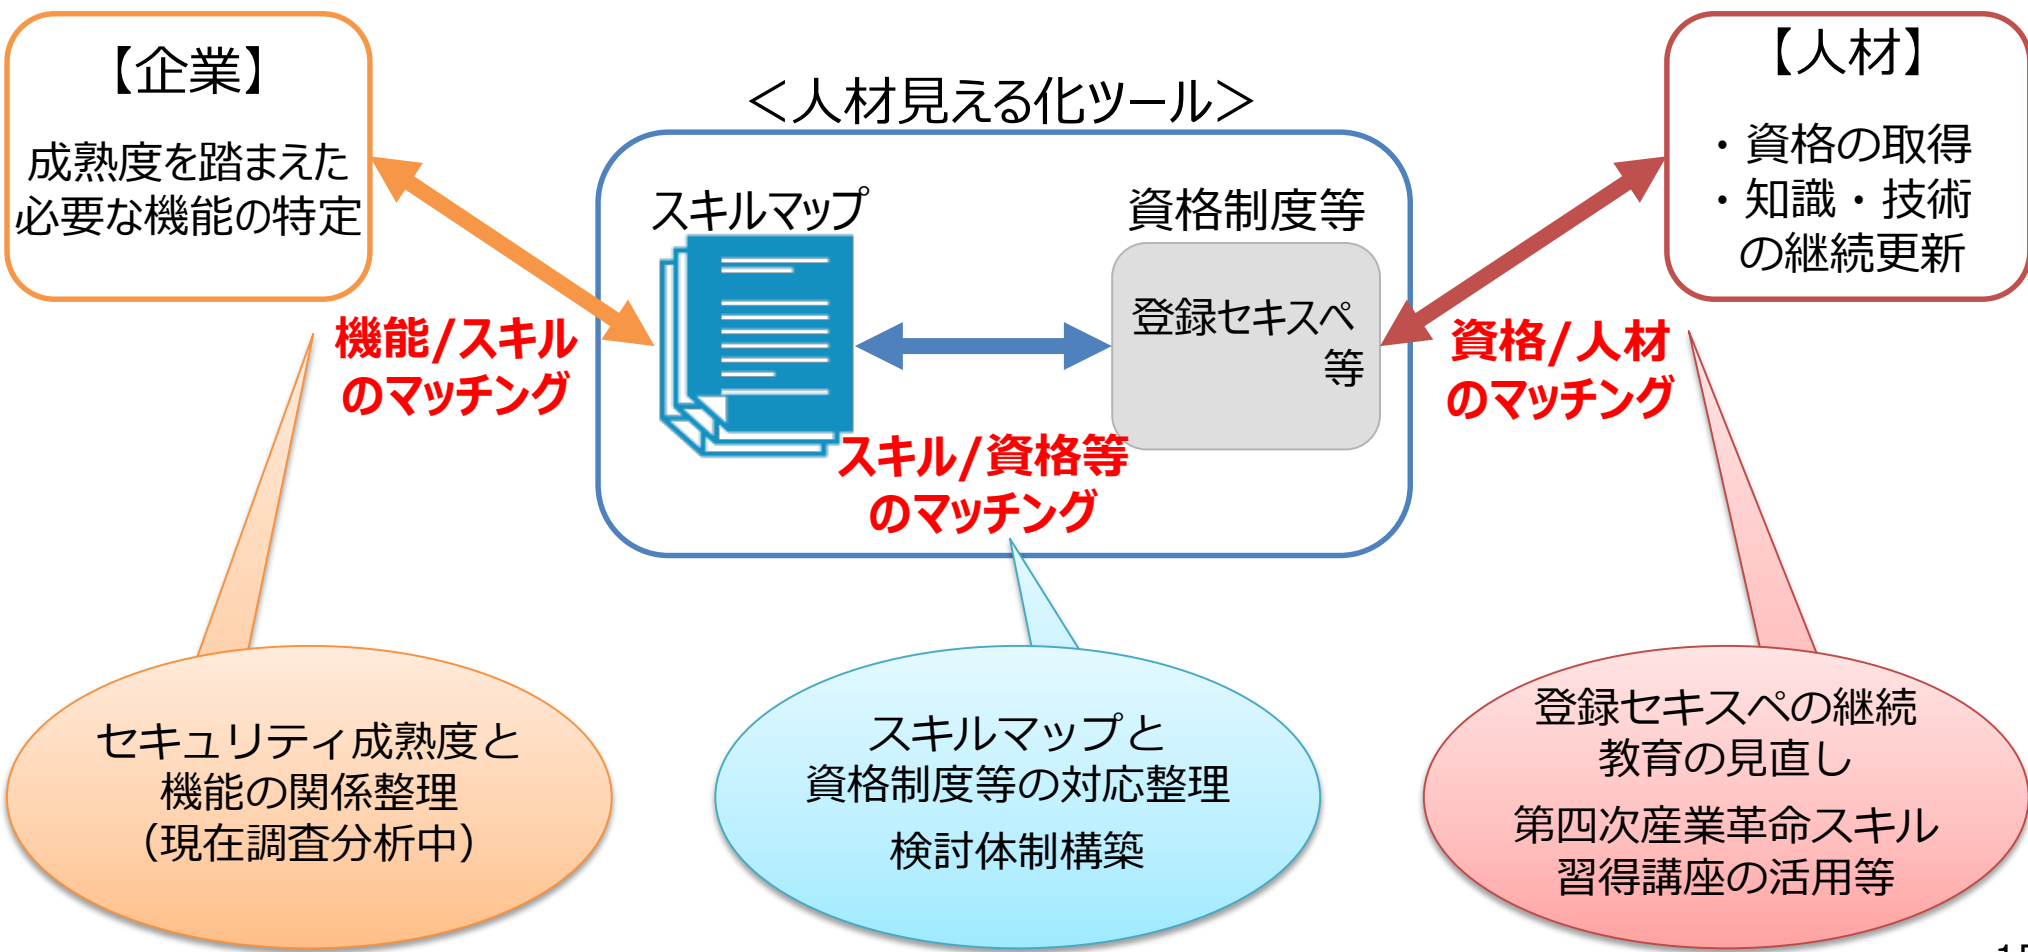 【企業】
成熟度を踏まえた
必要な機能の特定
＜人材見える化ツール＞
スキルマップ
資格制度等
登録セキスペ
等
【人材】
・資格の取得
・知識・技術
の継続更新
機能/スキル
のマッチング
スキル/資格等
のマッチング
資格/人材
のマッチング
セキュリティ成熟度と
機能の関係整理
（現在調査分析中）
スキルマップと
資格制度等の対応整理
検討体制構築
登録セキスペの継続
教育の見直し
第四次産業革命スキル
習得講座の活用等